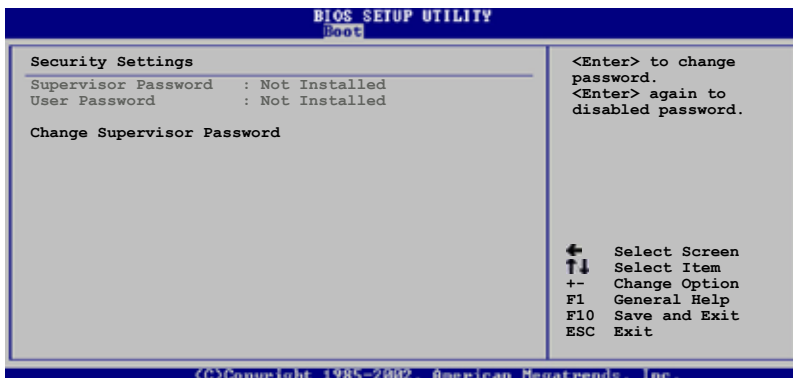 BIOS SETUP UTILITY
Boot
Security Settings
Supervisor Password : Not Installed
User Password : Not Installed
Change Supervisor Password
<Enter> to change
password.
<Enter> again to
disabled password.
Select Screen
Select Item
+- Change Option
F1 General Help
F10 Save and Exit
ESC Exit
(C)Copyright 1985-2002, American Megatrends, Inc.